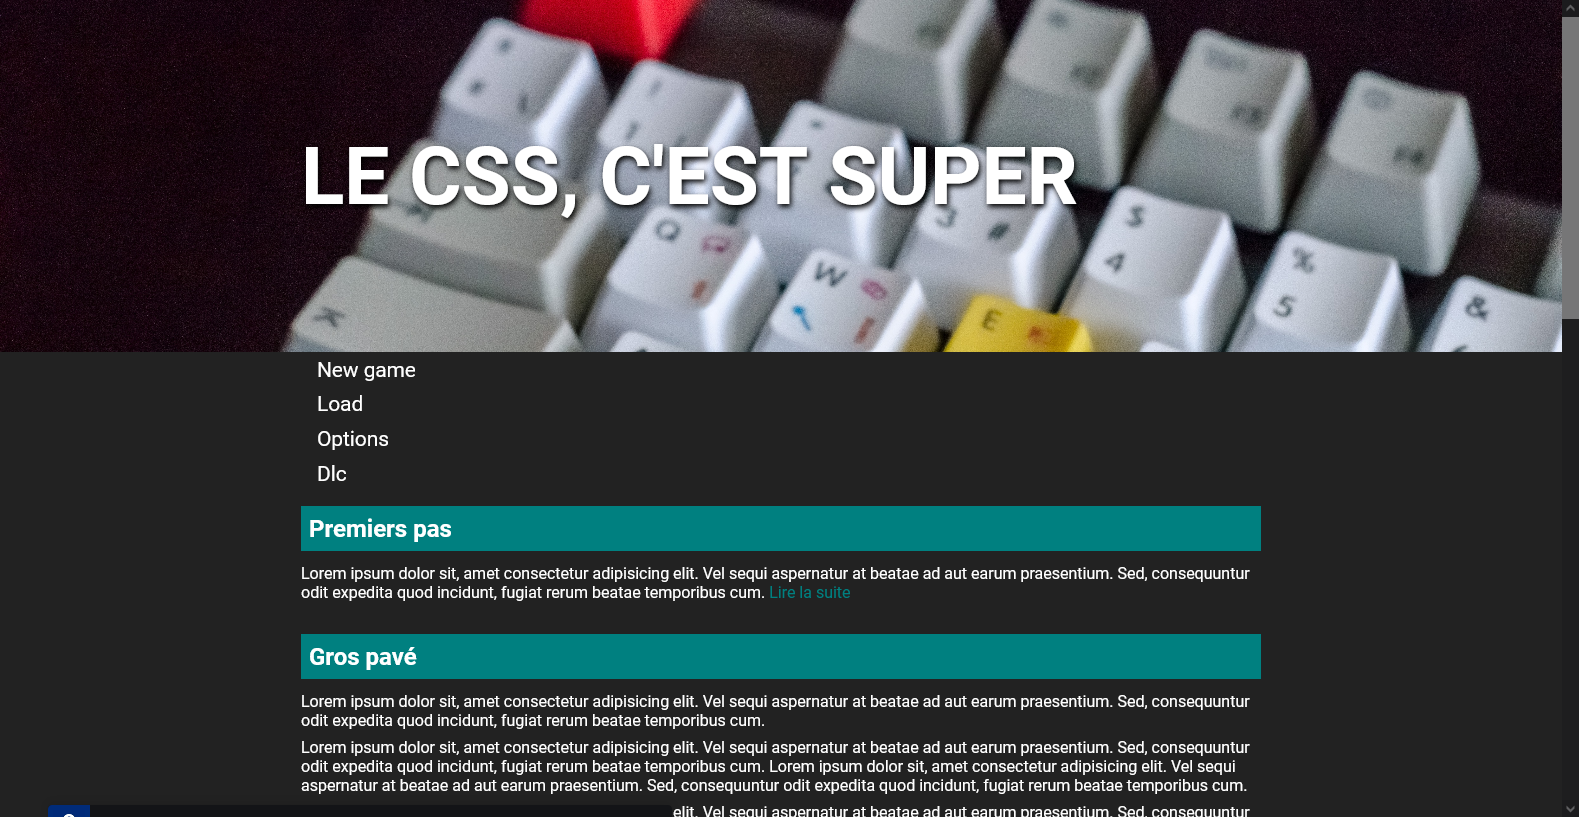 LE CSS, C'EST SUPER
Q
W
E
3 #
$
4
%
5
&
F4
New game
Load
Options
Dlc
Premiers pas
Lorem ipsum dolor sit, amet consectetur adipisicing elit. Vel sequi aspernatur at beatae ad aut earum praesentium. Sed, consequuntur
odit expedita quod incidunt, fugiat rerum beatae temporibus cum. Lire la suite
Gros pavé
Lorem ipsum dolor sit, amet consectetur adipisicing elit. Vel sequi aspernatur at beatae ad aut earum praesentium. Sed, consequuntur
odit expedita quod incidunt, fugiat rerum beatae temporibus cum.
Lorem ipsum dolor sit, amet consectetur adipisicing elit. Vel sequi aspernatur at beatae ad aut earum praesentium. Sed, consequuntur
odit expedita quod incidunt, fugiat rerum beatae temporibus cum. Lorem ipsum dolor sit, amet consectetur adipisicing elit. Vel sequi
aspernatur at beatae ad aut earum praesentium. Sed, consequuntur odit expedita quod incidunt, fugiat rerum beatae temporibus cum.
elit. Vel sequi aspernatur at beatae ad aut earum praesentium. Sed, consequuntur